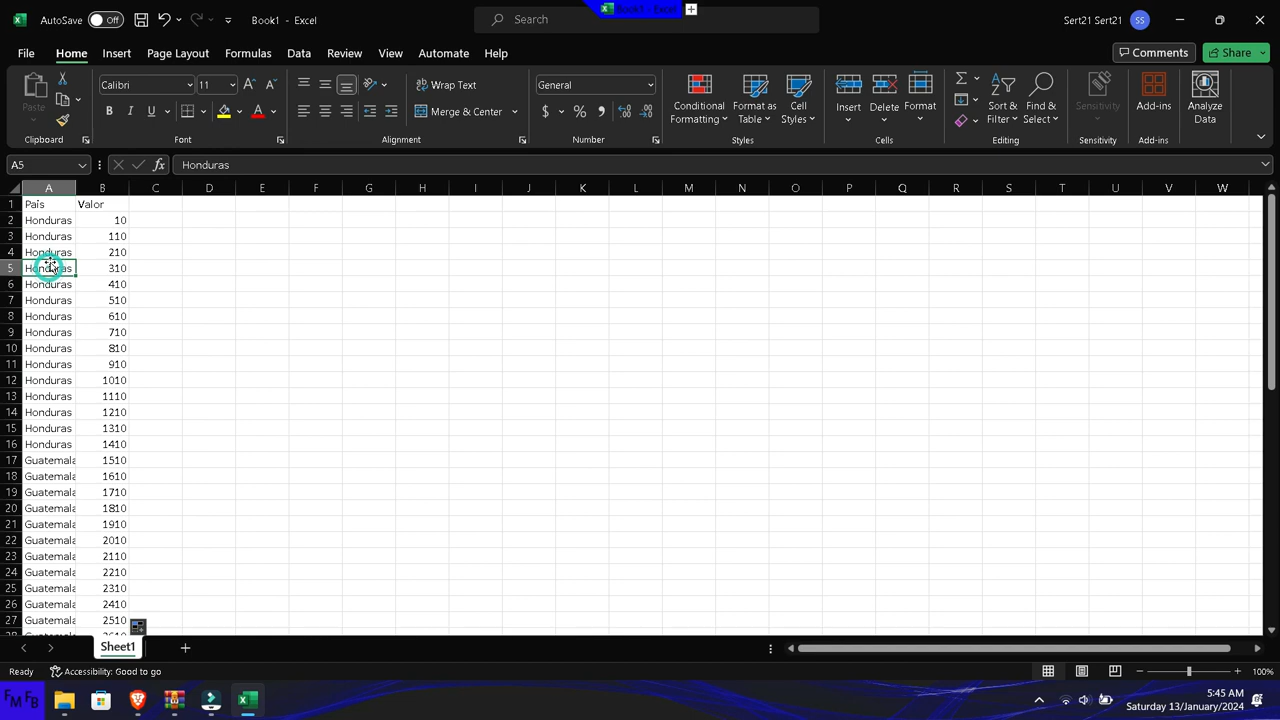 AutoSave Off Book1 - Excel Search Book1 - Excel Sert21 Sert21 SS
File Home Insert Page Layout Formulas Data Review View Automate Help Comments Share
Paste Calibri 11 Wrap Text General Conditional Formatting Format as Table Cell Styles Insert Delete Format Sort & Filter Find & Select Sensitivity Add-ins Analyze Data
B I U A Merge & Center $ % 9
Clipboard Font Alignment Number Styles Cells Editing Sensitivity Add-ins
A5 fx Honduras
A B C D E F G H I J K L M N O P Q R S T U V W
1 País Valor
2 Honduras 10
3 Honduras 110
4 Honduras 210
5 Honduras 310
6 Honduras 410
7 Honduras 510
8 Honduras 610
9 Honduras 710
10 Honduras 810
11 Honduras 910
12 Honduras 1010
13 Honduras 1110
14 Honduras 1210
15 Honduras 1310
16 Honduras 1410
17 Guatemala 1510
18 Guatemala 1610
19 Guatemala 1710
20 Guatemala 1810
21 Guatemala 1910
22 Guatemala 2010
23 Guatemala 2110
24 Guatemala 2210
25 Guatemala 2310
26 Guatemala 2410
27 Guatemala 2510
Sheet1
Ready Accessibility: Good to go 100%
FM FB 5:45 AM
Saturday 13/January/2024